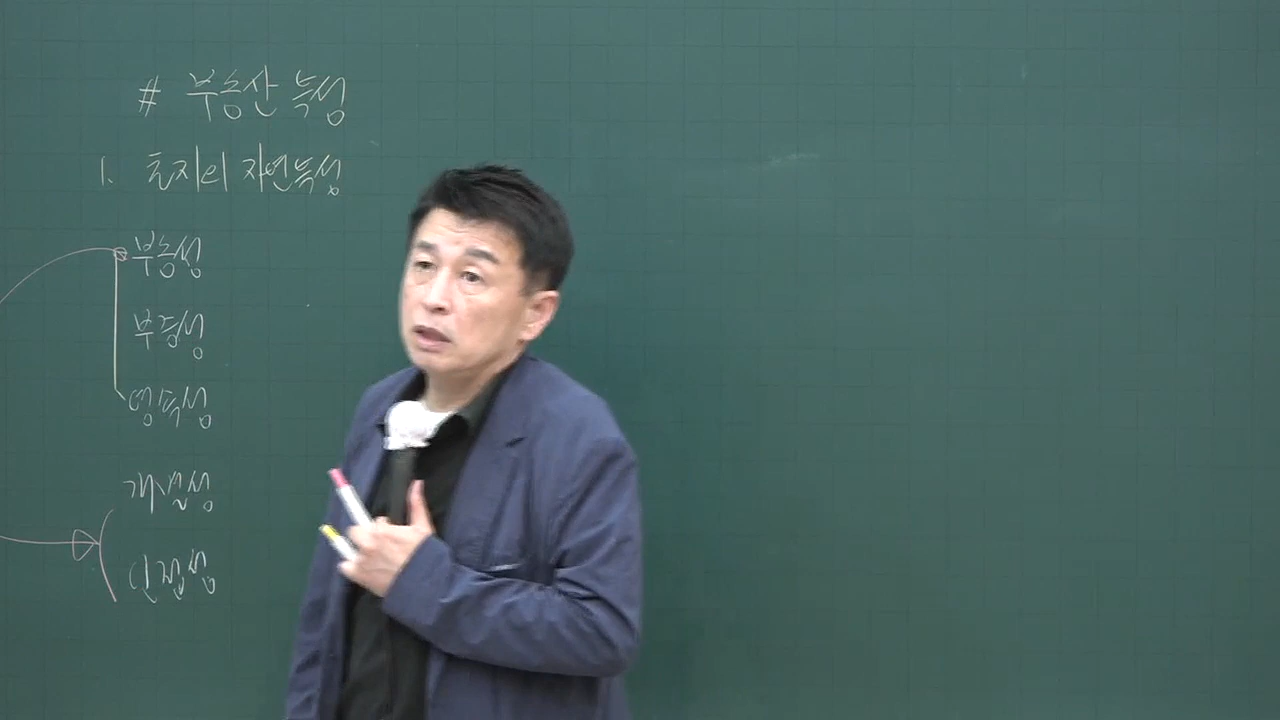 # 부동산 특성
1. 토지의 자연특성
부동성
부증성
영속성
개별성
인접성